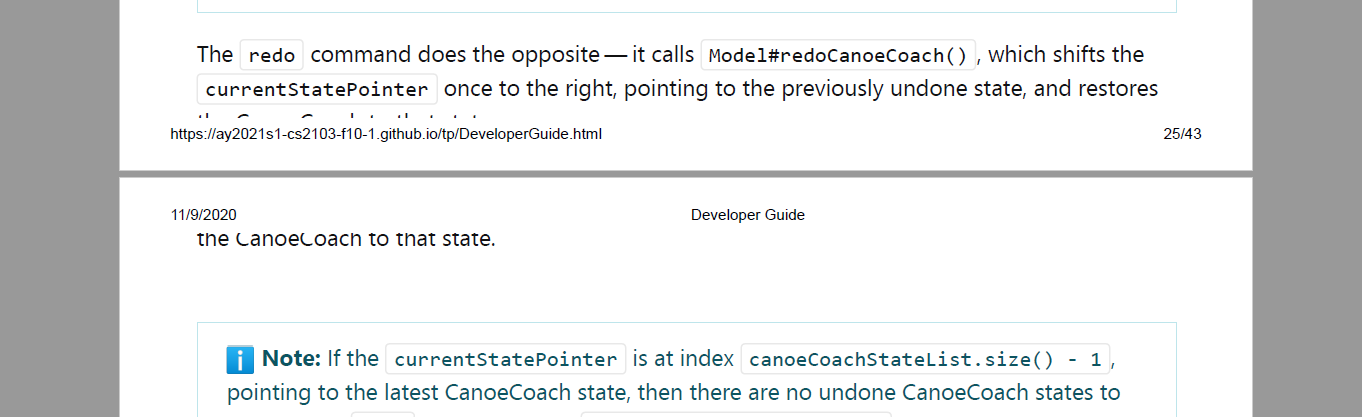 The redo command does the opposite — it calls Model#redoCanoeCoach() , which shifts the
currentStatePointer once to the right, pointing to the previously undone state, and restores
https://ay2021s1-cs2103-f10-1.github.io/tp/DeveloperGuide.html 25/43
11/9/2020 Developer Guide
the CanoeCoach to that state.
Note: If the currentStatePointer is at index canoeCoachStateList.size() - 1 ,
pointing to the latest CanoeCoach state, then there are no undone CanoeCoach states to